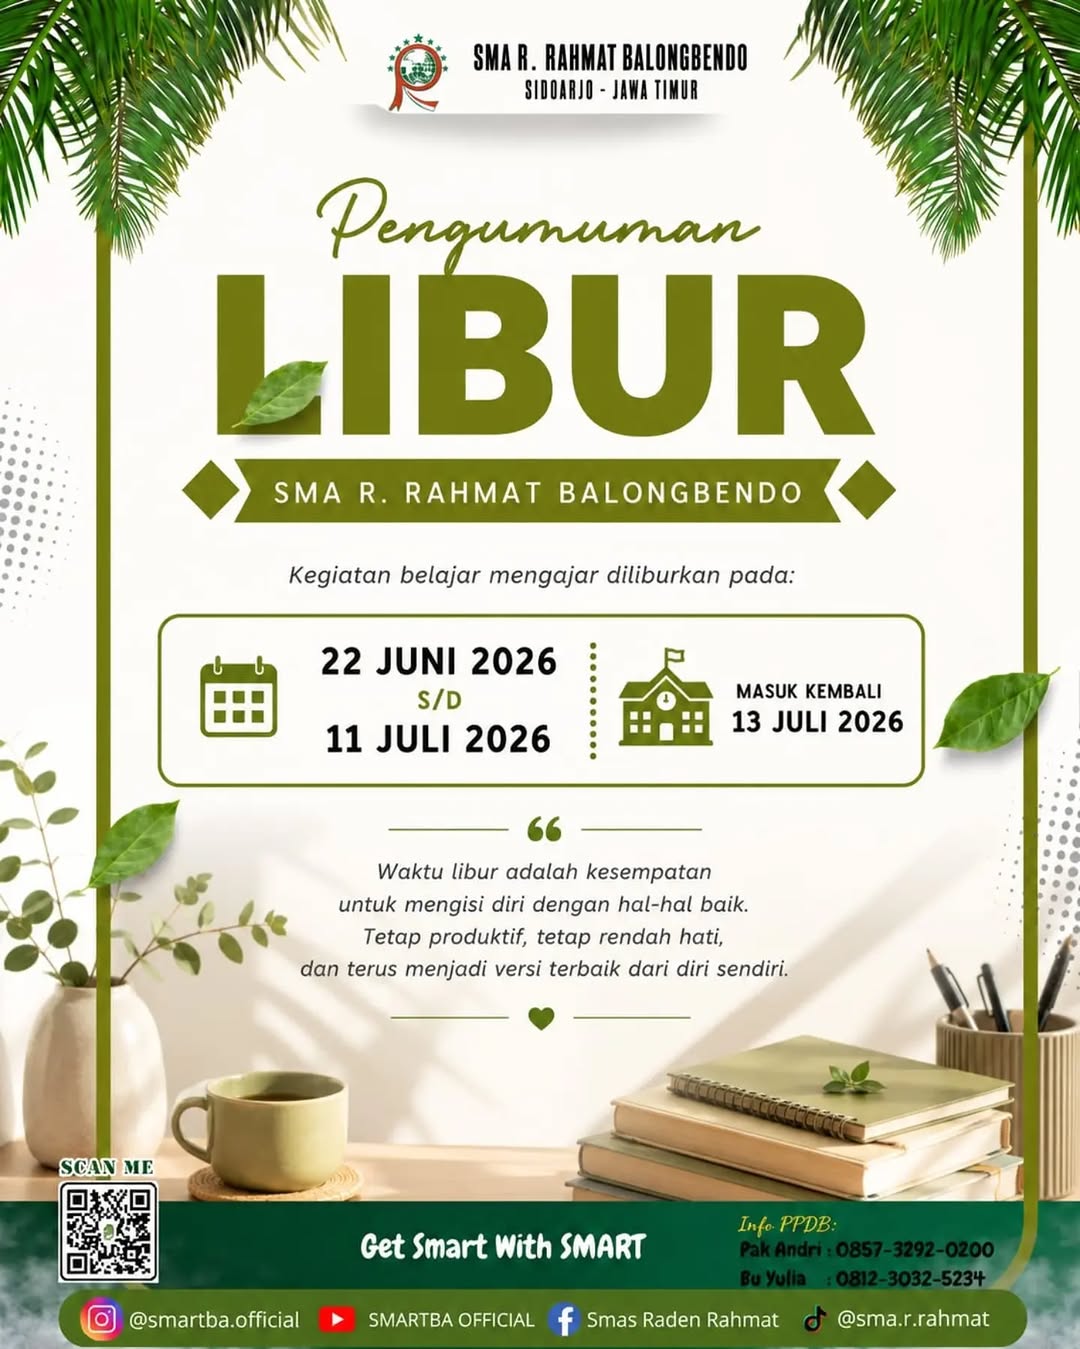 SMA R. RAHMAT BALONGBENDO
SIDOARJO - JAWA TIMUR
Pengumuman
LIBUR
SMA R. RAHMAT BALONGBENDO
Kegiatan belajar mengajar diliburkan pada:
22 JUNI 2026
S/D
11 JULI 2026
MASUK KEMBALI
13 JULI 2026
Waktu libur adalah kesempatan
untuk mengisi diri dengan hal-hal baik.
Tetap produktif, tetap rendah hati,
dan terus menjadi versi terbaik dari diri sendiri.
SCAN ME
Get Smart With SMART
Info PPDB:
Pak Andri : 0857-3292-0200
Bu Yulia : 0812-3032-5234
@smartba.official SMARTBA OFFICIAL Smas Raden Rahmat @sma.r.rahmat